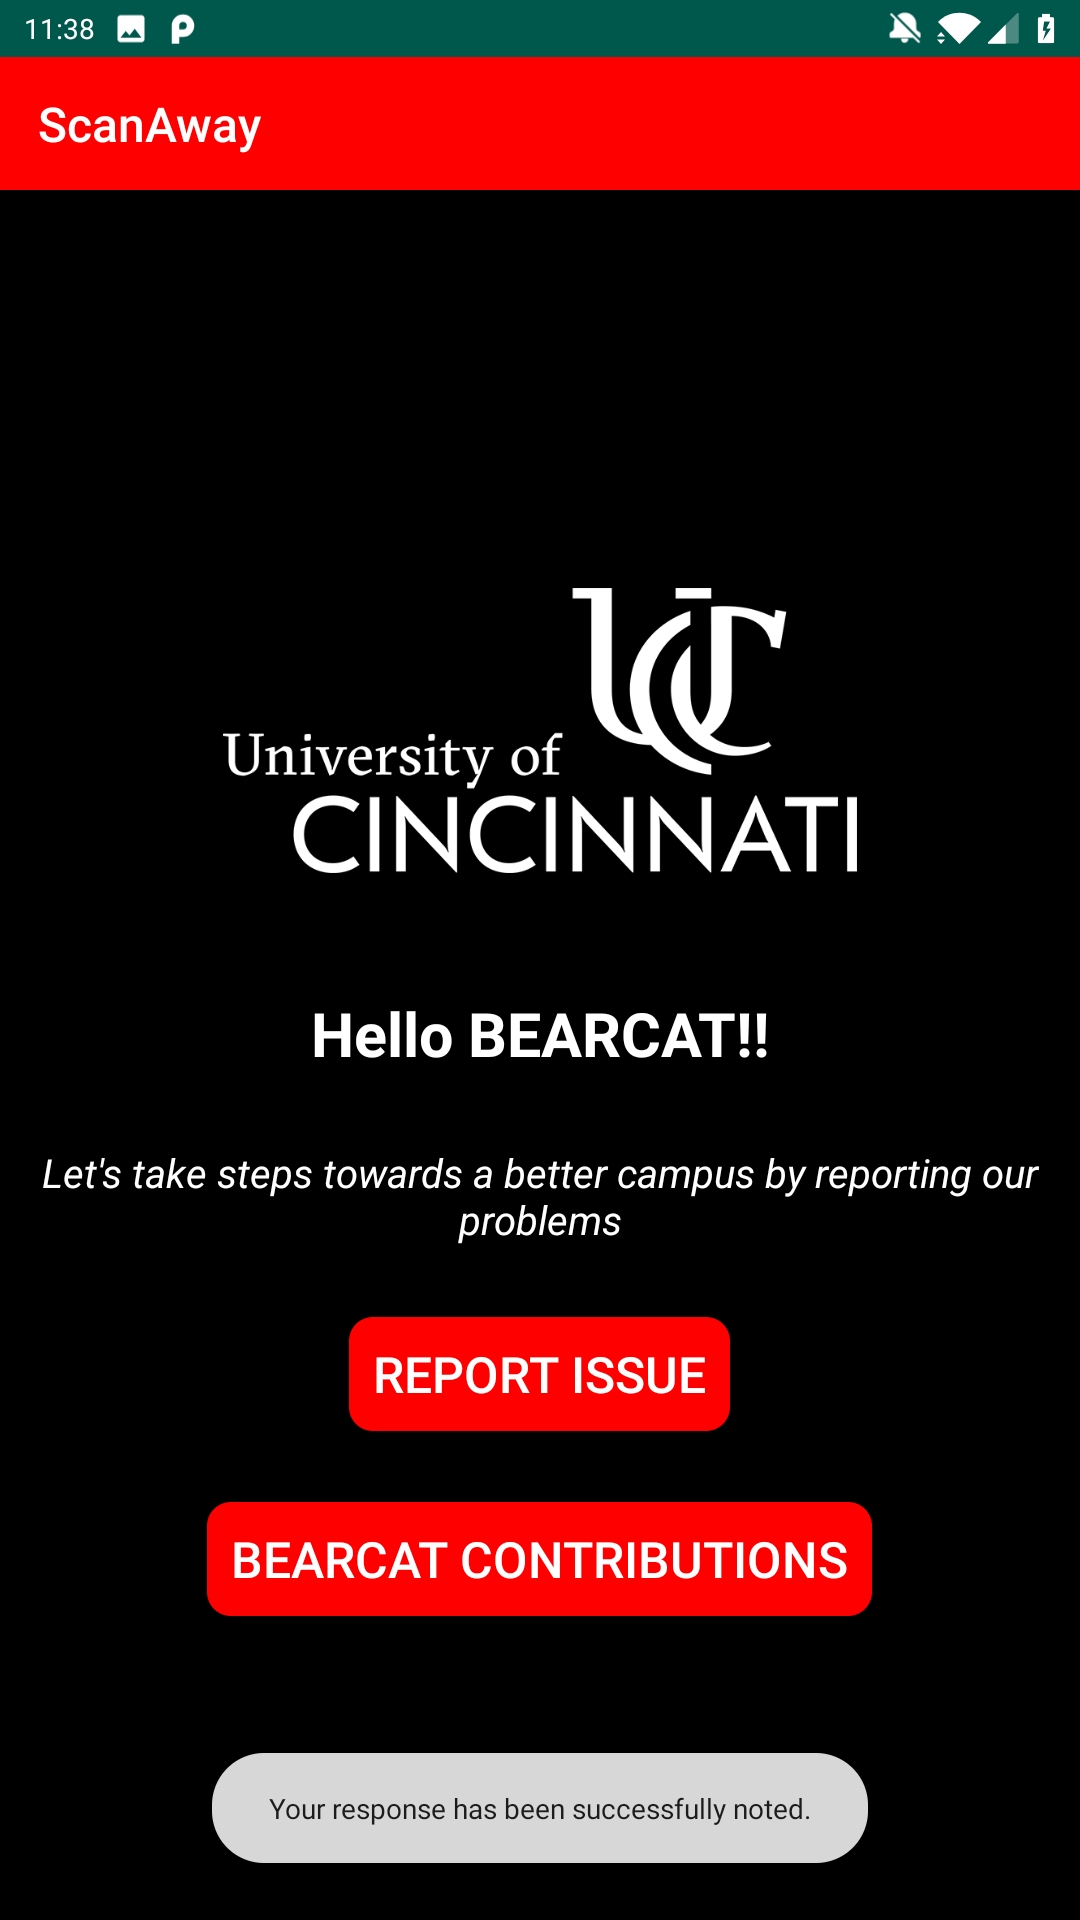 11:38
ScanAway
UC
University of
CINCINNATI
Hello BEARCAT!!
Let's take steps towards a better campus by reporting our
problems
REPORT ISSUE
BEARCAT CONTRIBUTIONS
Your response has been successfully noted.